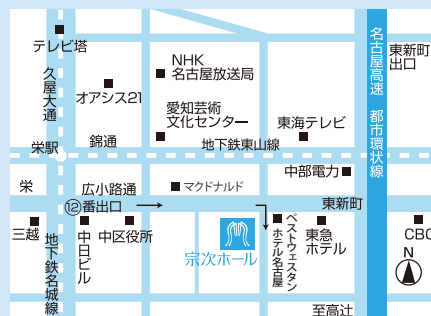 テレビ塔
久屋大通
オアシス21
NHK
名古屋放送局
愛知芸術
文化センター
名古屋高速 都市環状線
東新町
出口
東海テレビ
錦通
栄駅
地下鉄東山線
中部電力
栄
広小路通
マクドナルド
東新町
⑫番出口
三越
地下鉄名城線
中日ビル
中区役所
宗次ホール
ベストウェスタン
ホテル名古屋
東急
ホテル
CBC
N
至高辻